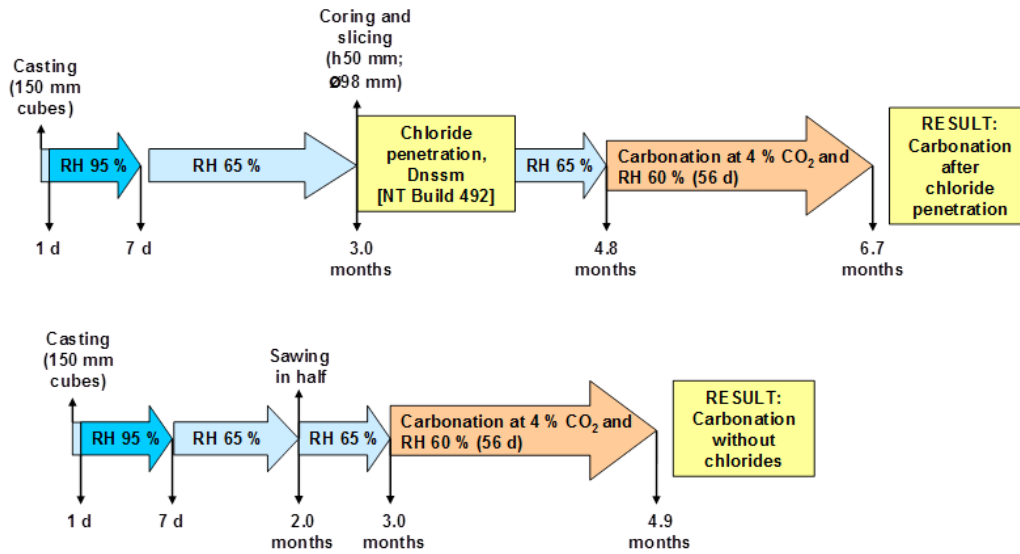 Coring and
slicing
(h50 mm;
ø98 mm)
Casting
(150 mm
cubes)
RH 95 %
RH 65 %
Chloride
penetration,
Dnssm
[NT Build 492]
RH 65 %
Carbonation at 4 % CO₂ and
RH 60 % (56 d)
RESULT:
Carbonation
after
chloride
penetration
1 d
7 d
3.0
months
4.8
months
6.7
months
Casting
(150 mm
cubes)
Sawing
in half
RH 95 %
RH 65 %
RH 65 %
Carbonation at 4 % CO₂ and
RH 60 % (56 d)
RESULT:
Carbonation
without
chlorides
1 d
7 d
2.0
months
3.0
months
4.9
months